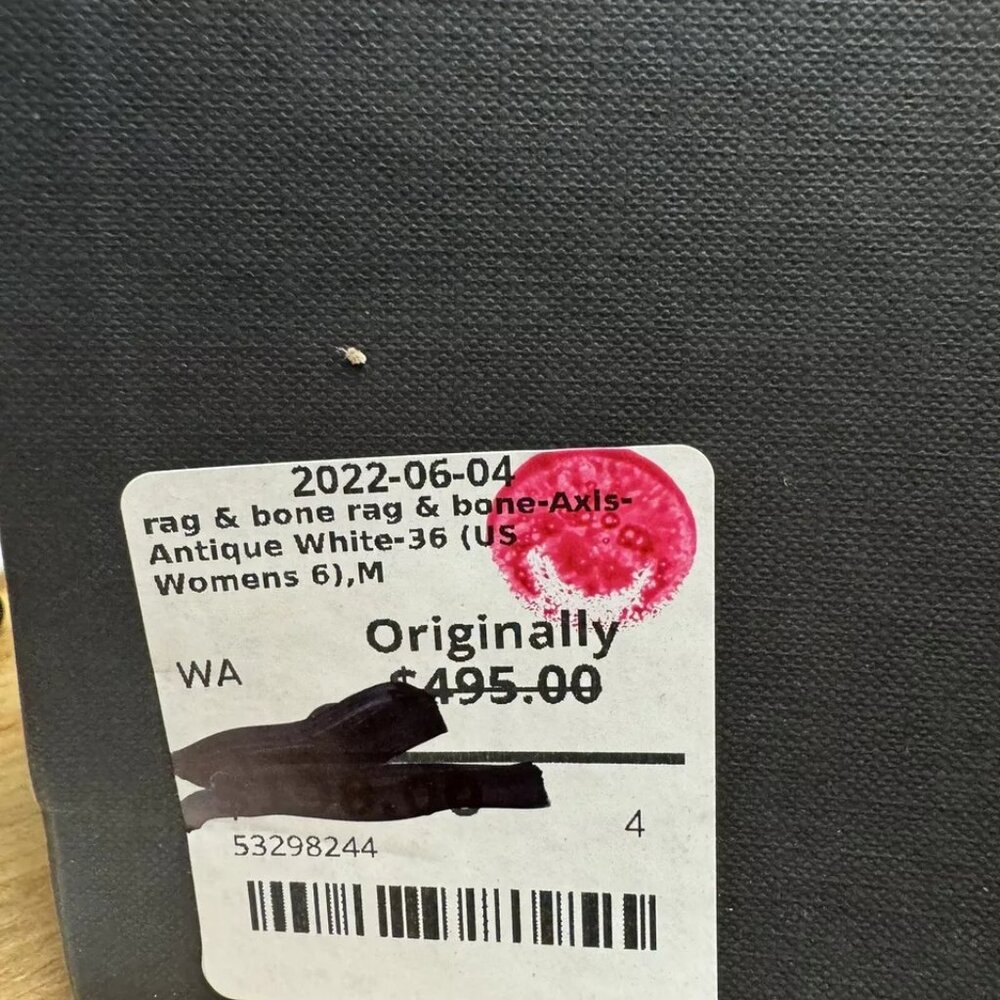 2022-06-04
rag & bone rag & bone-Axis-
Antique White-36 (US
Womens 6),M
Originally
WA
$495.00
4
53298244